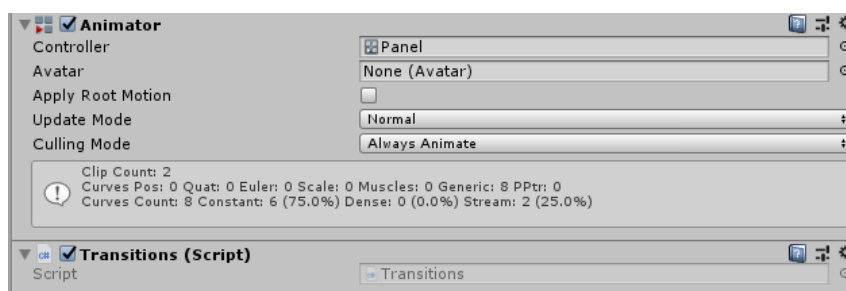 Animator
Controller Panel
Avatar None (Avatar)
Apply Root Motion
Update Mode Normal
Culling Mode Always Animate
Clip Count: 2
Curves Pos: 0 Quat: 0 Euler: 0 Scale: 0 Muscles: 0 Generic: 8 PPtr: 0
Curves Count: 8 Constant: 6 (75.0%) Dense: 0 (0.0%) Stream: 2 (25.0%)
Transitions (Script)
Script Transitions